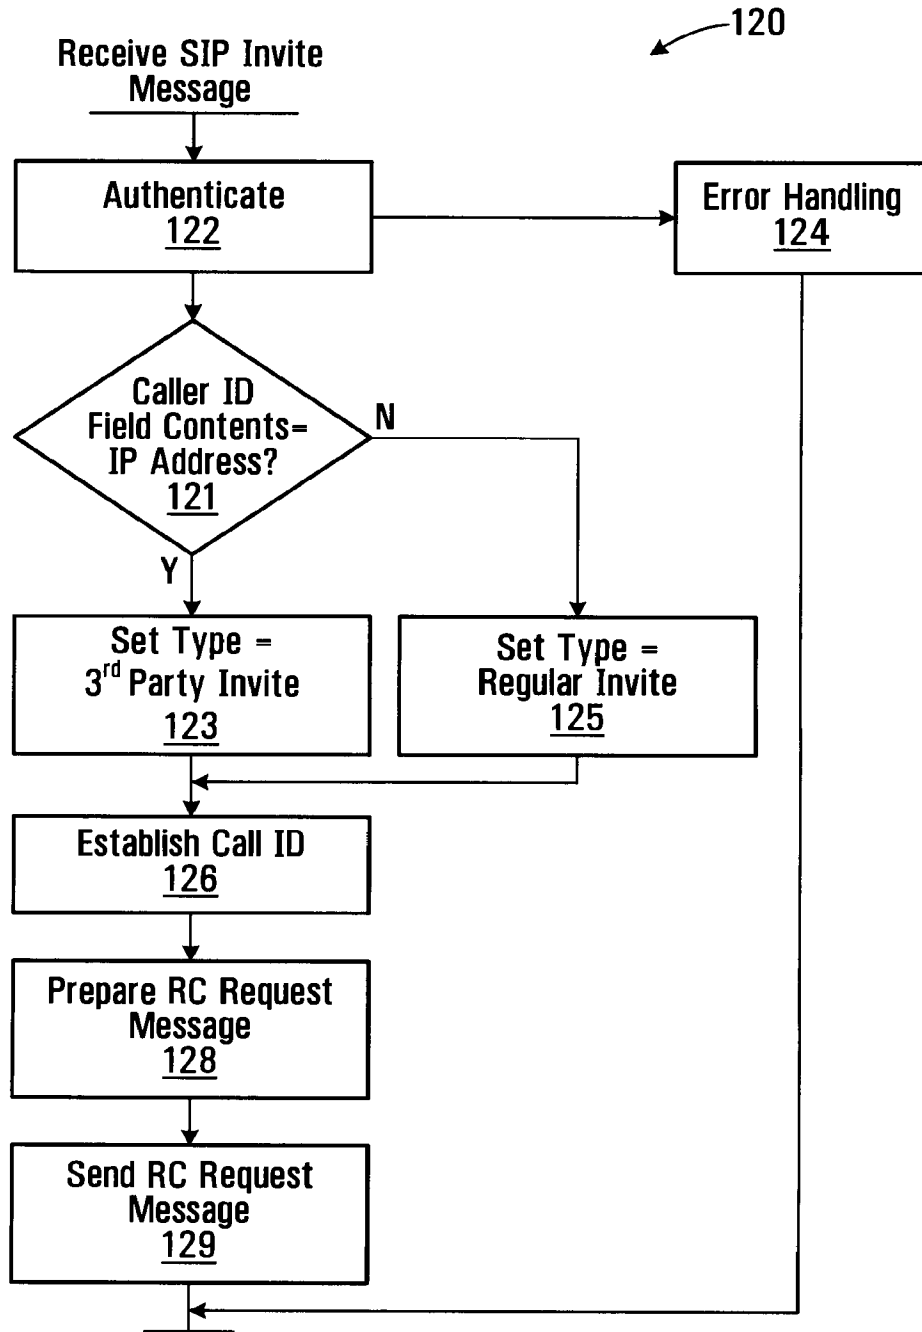 120
Receive SIP Invite
Message
Authenticate
122
Error Handling
124
Caller ID
Field Contents=
IP Address?
121
N
Y
Set Type =
3rd Party Invite
123
Set Type =
Regular Invite
125
Establish Call ID
126
Prepare RC Request
Message
128
Send RC Request
Message
129